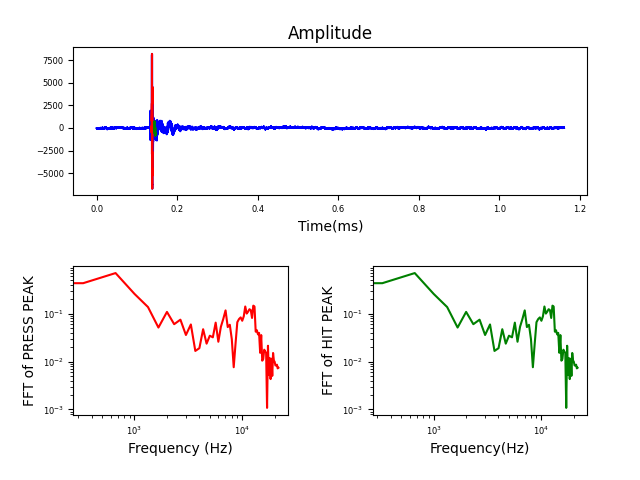 Amplitude
7500
5000
2500
0
−2500
−5000
0.0 0.2 0.4 0.6 0.8 1.0 1.2
Time(ms)
FFT of PRESS PEAK
10⁻¹
10⁻²
10⁻³
10³ 10⁴
Frequency (Hz)
FFT of HIT PEAK
10⁻¹
10⁻²
10⁻³
10³ 10⁴
Frequency(Hz)